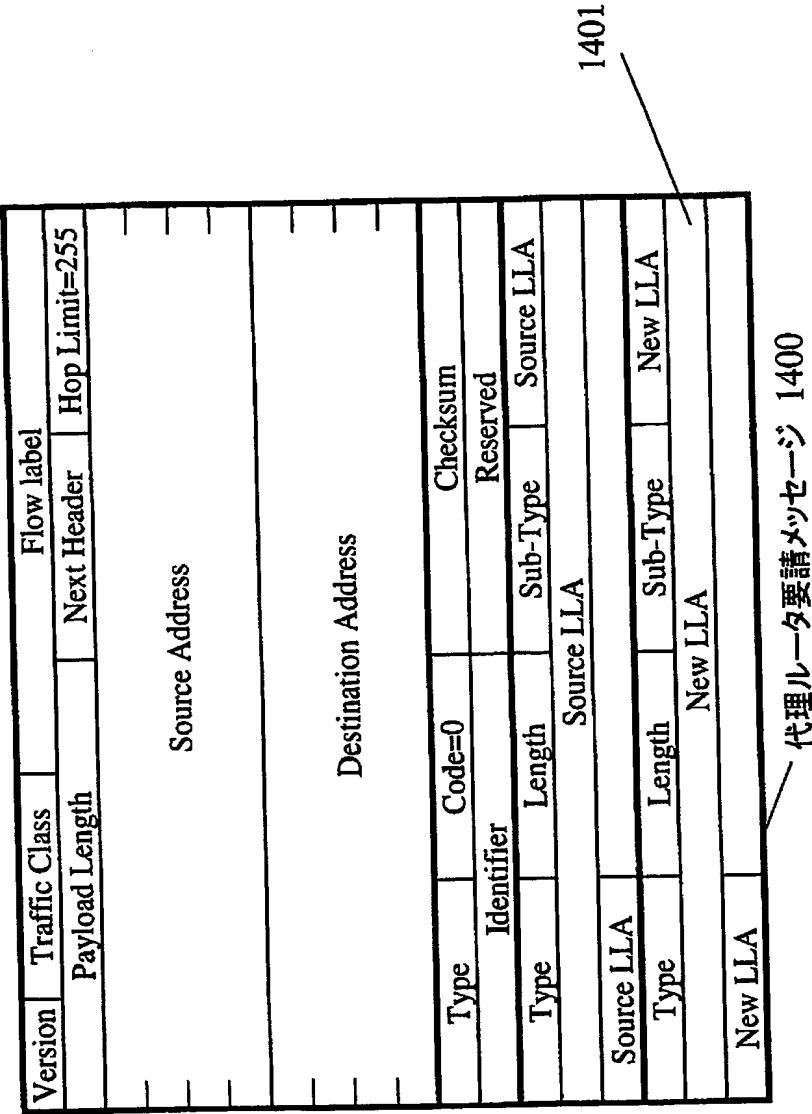 Version Traffic Class Flow label
Payload Length Next Header Hop Limit=255
Source Address
Destination Address
Type Code=0 Checksum
Identifier Reserved
Type Length Sub-Type Source LLA
Source LLA
Source LLA
Type Length Sub-Type New LLA
New LLA
New LLA
1401
代理ルータ要請メッセージ 1400